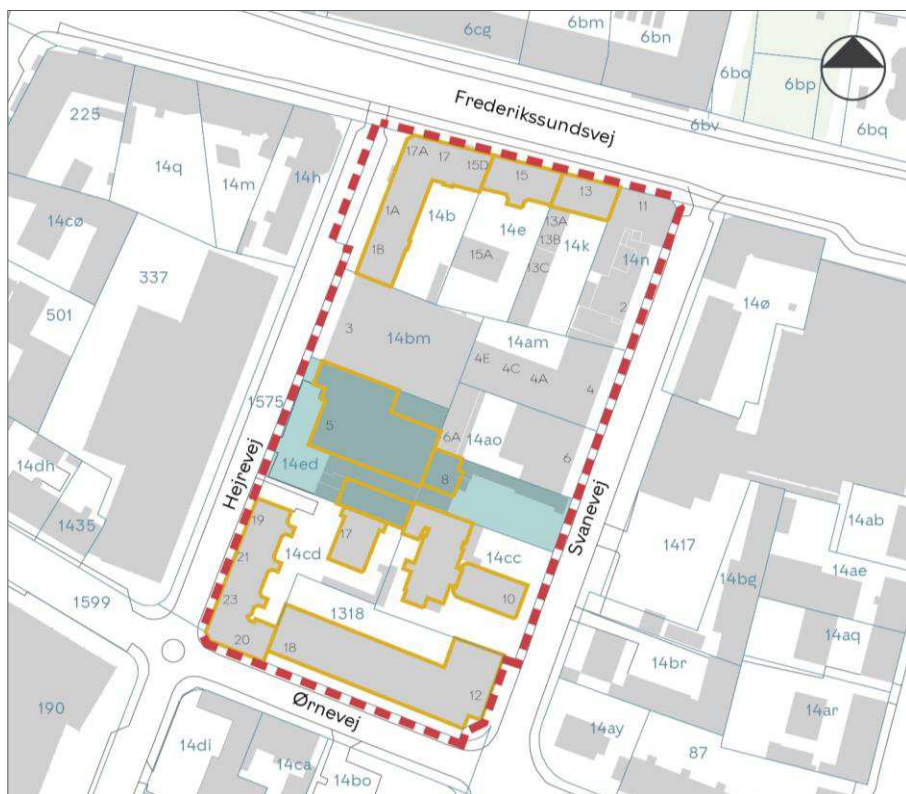 6cg
6bm
6bn
6bo
6bp
6bv
6bq
Frederikssundsvej
225
14q
14m
14h
17A
17
15D
15
13
11
1A
1B
14b
14e
13A
13B
14k
13C
15A
14n
2
14cø
337
501
14ø
3
14bm
14am
4E
4C
4A
4
1575
5
6A
14ao
6
8
14ed
Hejrevej
Svanevej
14dh
1435
19
21
14cd
17
14cc
10
1417
14ab
14bg
14ae
14aq
1599
23
20
18
1318
12
14br
14ar
190
Ørnevej
14ay
87
14di
14ca
14bo